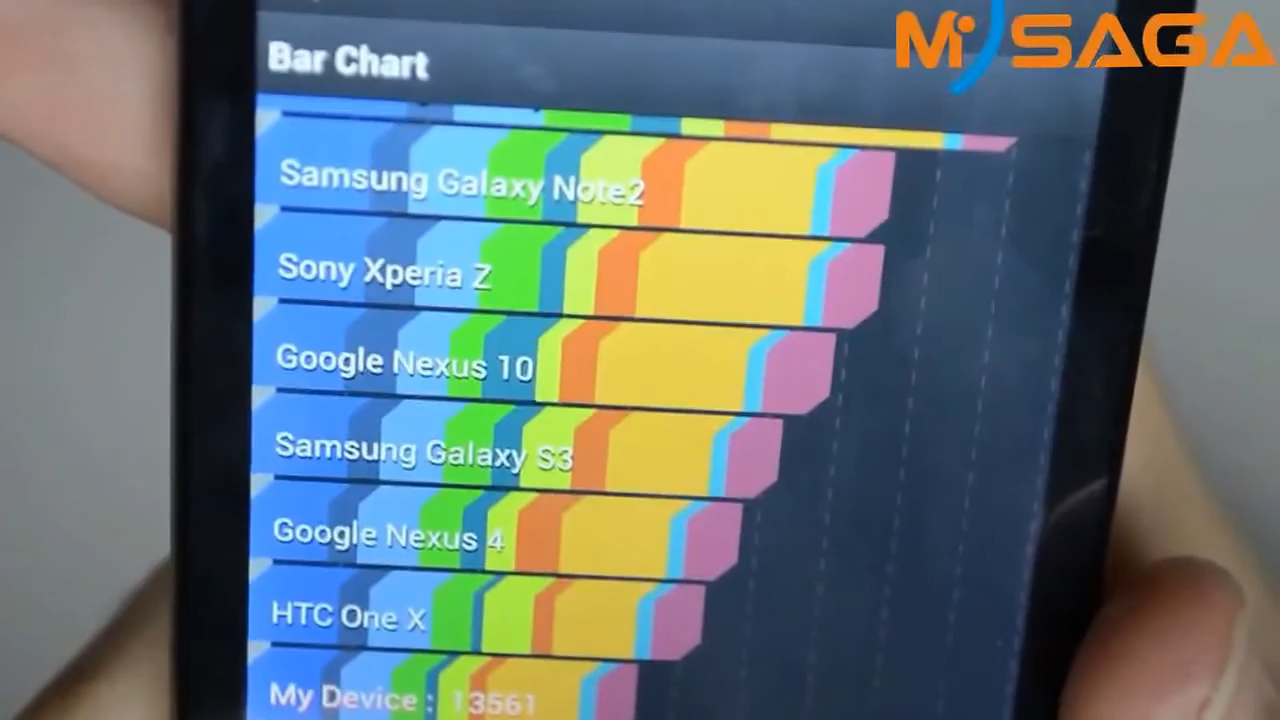 MySAGA
Bar Chart
Samsung Galaxy Note2
Sony Xperia Z
Google Nexus 10
Samsung Galaxy S3
Google Nexus 4
HTC One X
My Device : 13561